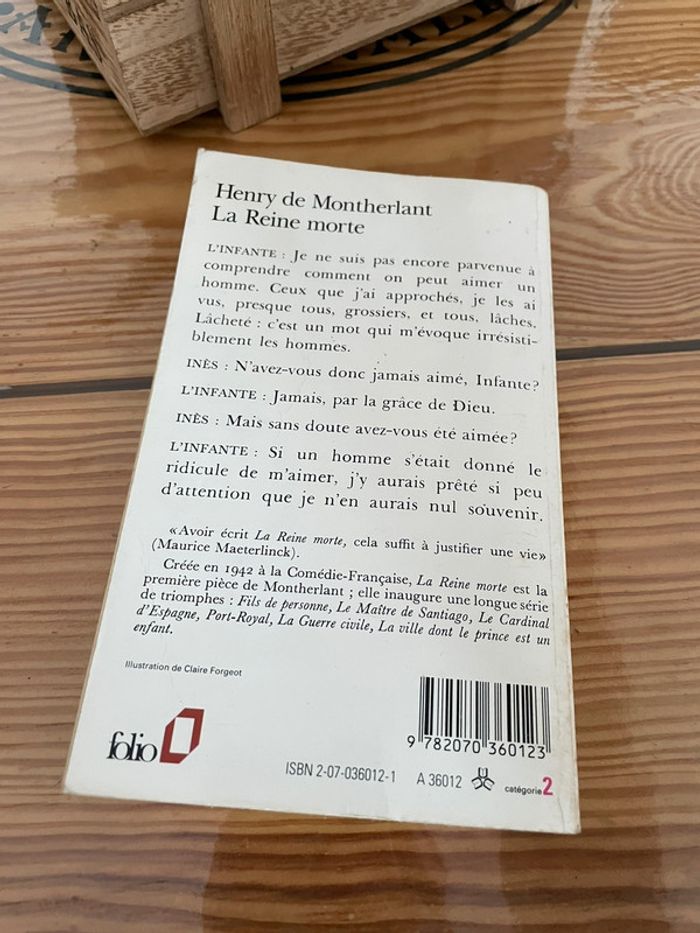 Henry de Montherlant
La Reine morte
L'INFANTE : Je ne suis pas encore parvenue à
comprendre comment on peut aimer un
homme. Ceux que j'ai approchés, je les ai
vus, presque tous, grossiers, et tous, lâches.
Lâcheté : c'est un mot qui m'évoque irrésisti-
blement les hommes.
INÈS : N'avez-vous donc jamais aimé, Infante?
L'INFANTE : Jamais, par la grâce de Dieu.
INÈS : Mais sans doute avez-vous été aimée?
L'INFANTE : Si un homme s'était donné le
ridicule de m'aimer, j'y aurais prêté si peu
d'attention que je n'en aurais nul souvenir.
«Avoir écrit La Reine morte, cela suffit à justifier une vie»
(Maurice Maeterlinck).
Créée en 1942 à la Comédie-Française, La Reine morte est la
première pièce de Montherlant ; elle inaugure une longue série
de triomphes : Fils de personne, Le Maître de Santiago, Le Cardinal
d'Espagne, Port-Royal, La Guerre civile, La ville dont le prince est un
enfant.
Illustration de Claire Forgeot
folio
9 782070 360123
ISBN 2-07-036012-1 A 36012 catégorie 2